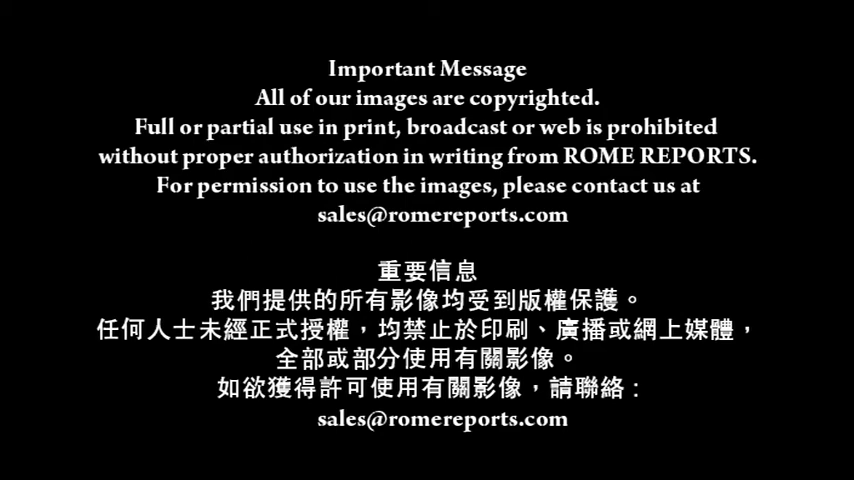 Important Message
All of our images are copyrighted.
Full or partial use in print, broadcast or web is prohibited
without proper authorization in writing from ROME REPORTS.
For permission to use the images, please contact us at
sales@romereports.com
重要信息
我們提供的所有影像均受到版權保護。
任何人士未經正式授權，均禁止於印刷、廣播或網上媒體，
全部或部分使用有關影像。
如欲獲得許可使用有關影像，請聯絡：
sales@romereports.com